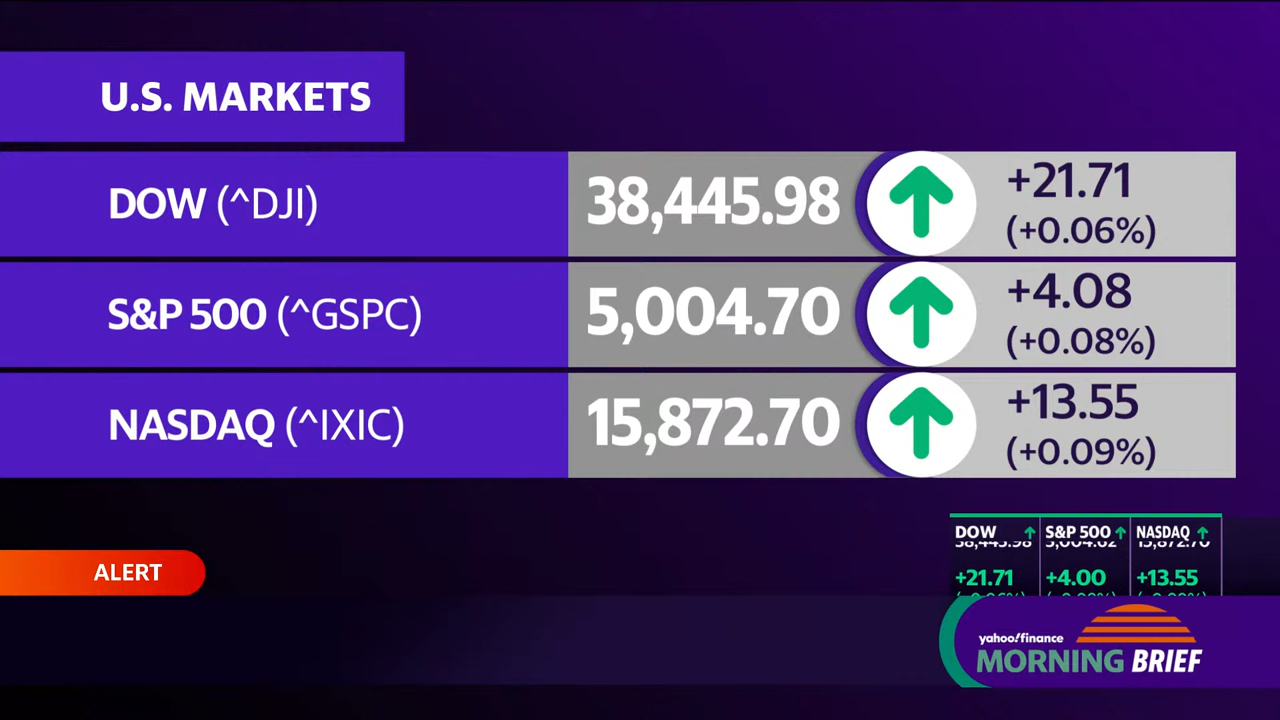 U.S. MARKETS
DOW (^DJI) 38,445.98 +21.71
(+0.06%)
S&P 500 (^GSPC) 5,004.70 +4.08
(+0.08%)
NASDAQ (^IXIC) 15,872.70 +13.55
(+0.09%)
DOW S&P 500 NASDAQ
+21.71 +4.00 +13.55
ALERT
yahoo!finance
MORNING BRIEF